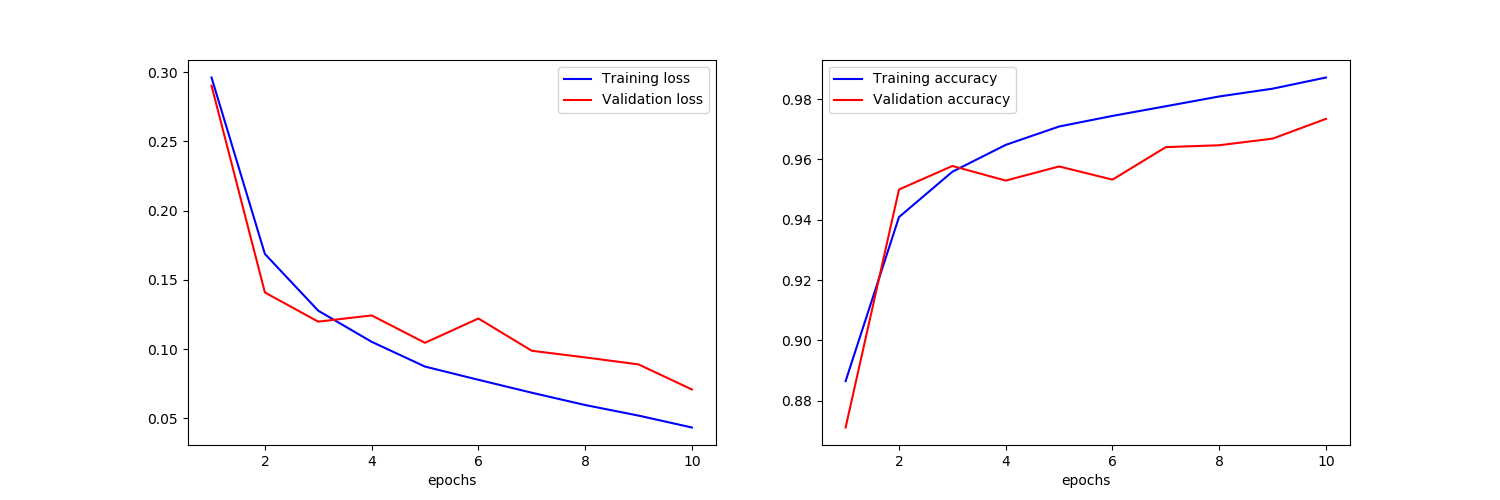 Training loss
Validation loss
0.30
0.25
0.20
0.15
0.10
0.05
2 4 6 8 10
epochs
Training accuracy
Validation accuracy
0.98
0.96
0.94
0.92
0.90
0.88
2 4 6 8 10
epochs